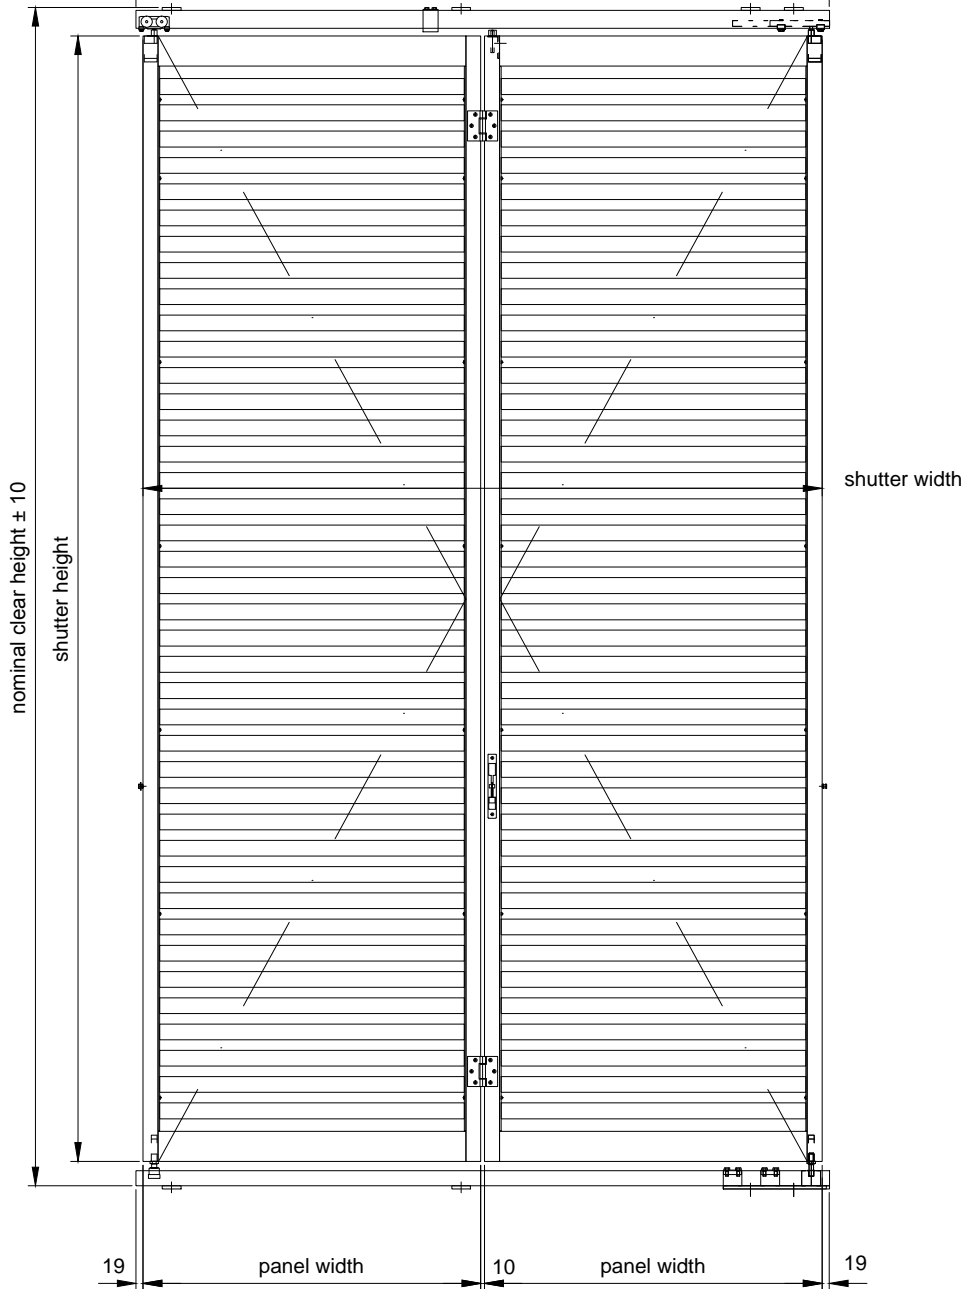 shutter width
nominal clear height ± 10
shutter height
19
panel width
10
panel width
19